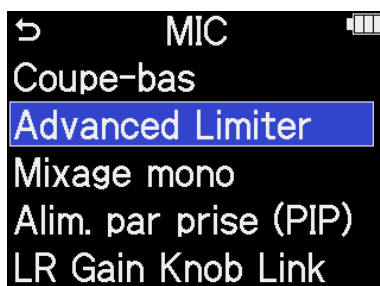 MIC
Coupe-bas
Advanced Limiter
Mixage mono
Alim. par prise (PIP)
LR Gain Knob Link